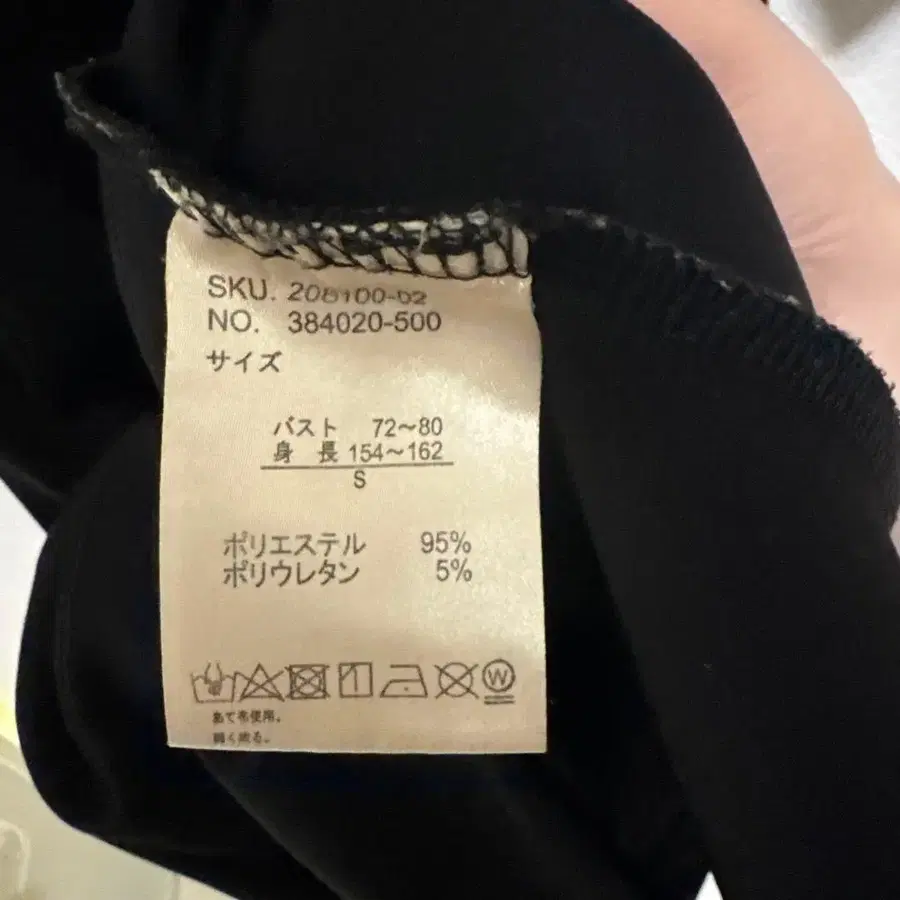 SKU. 208100-62
NO. 384020-500
サイズ
バスト 72～80
身 長 154～162
S
ポリエステル 95%
ポリウレタン 5%
W
あて布使用。
弱く絞る。